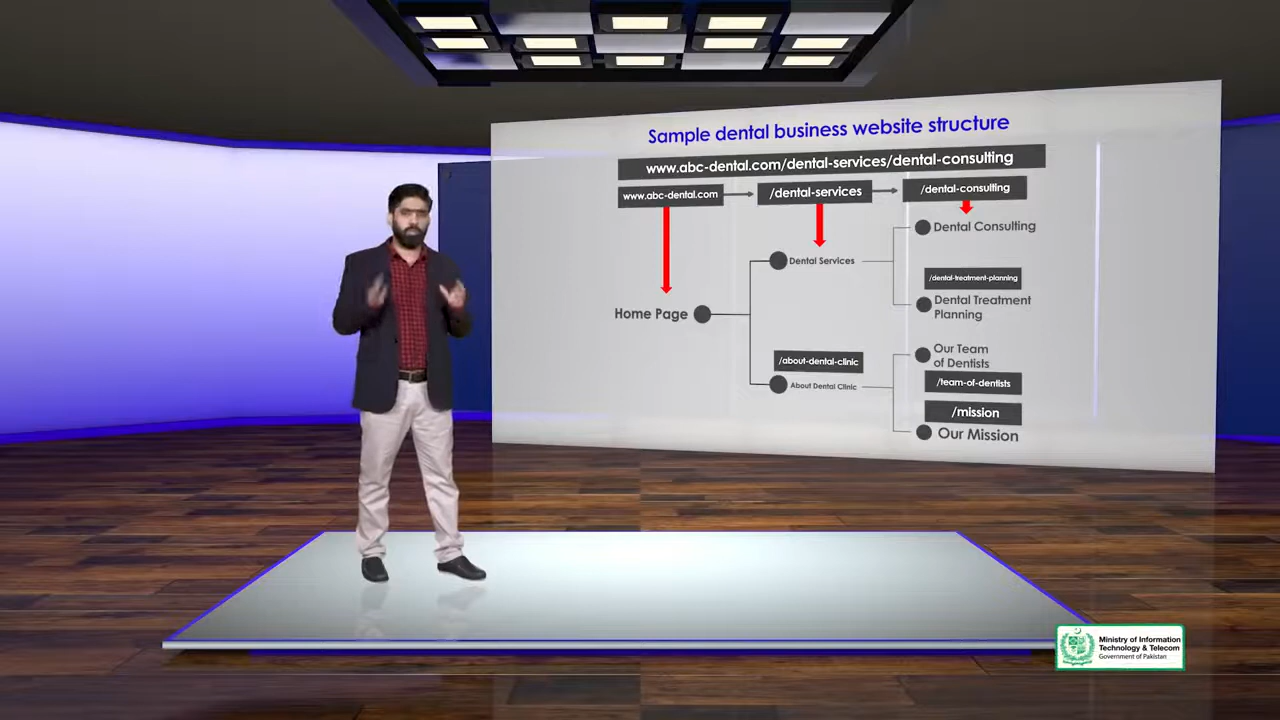 Sample dental business website structure
www.abc-dental.com/dental-services/dental-consulting
www.abc-dental.com
/dental-services
/dental-consulting
Dental Consulting
Dental Services
/dental-treatment-planning
Dental Treatment
Planning
Home Page
Our Team
of Dentists
/about-dental-clinic
About Dental Clinic
/team-of-dentists
/mission
Our Mission
Ministry of Information
Technology & Telecom
Government of Pakistan